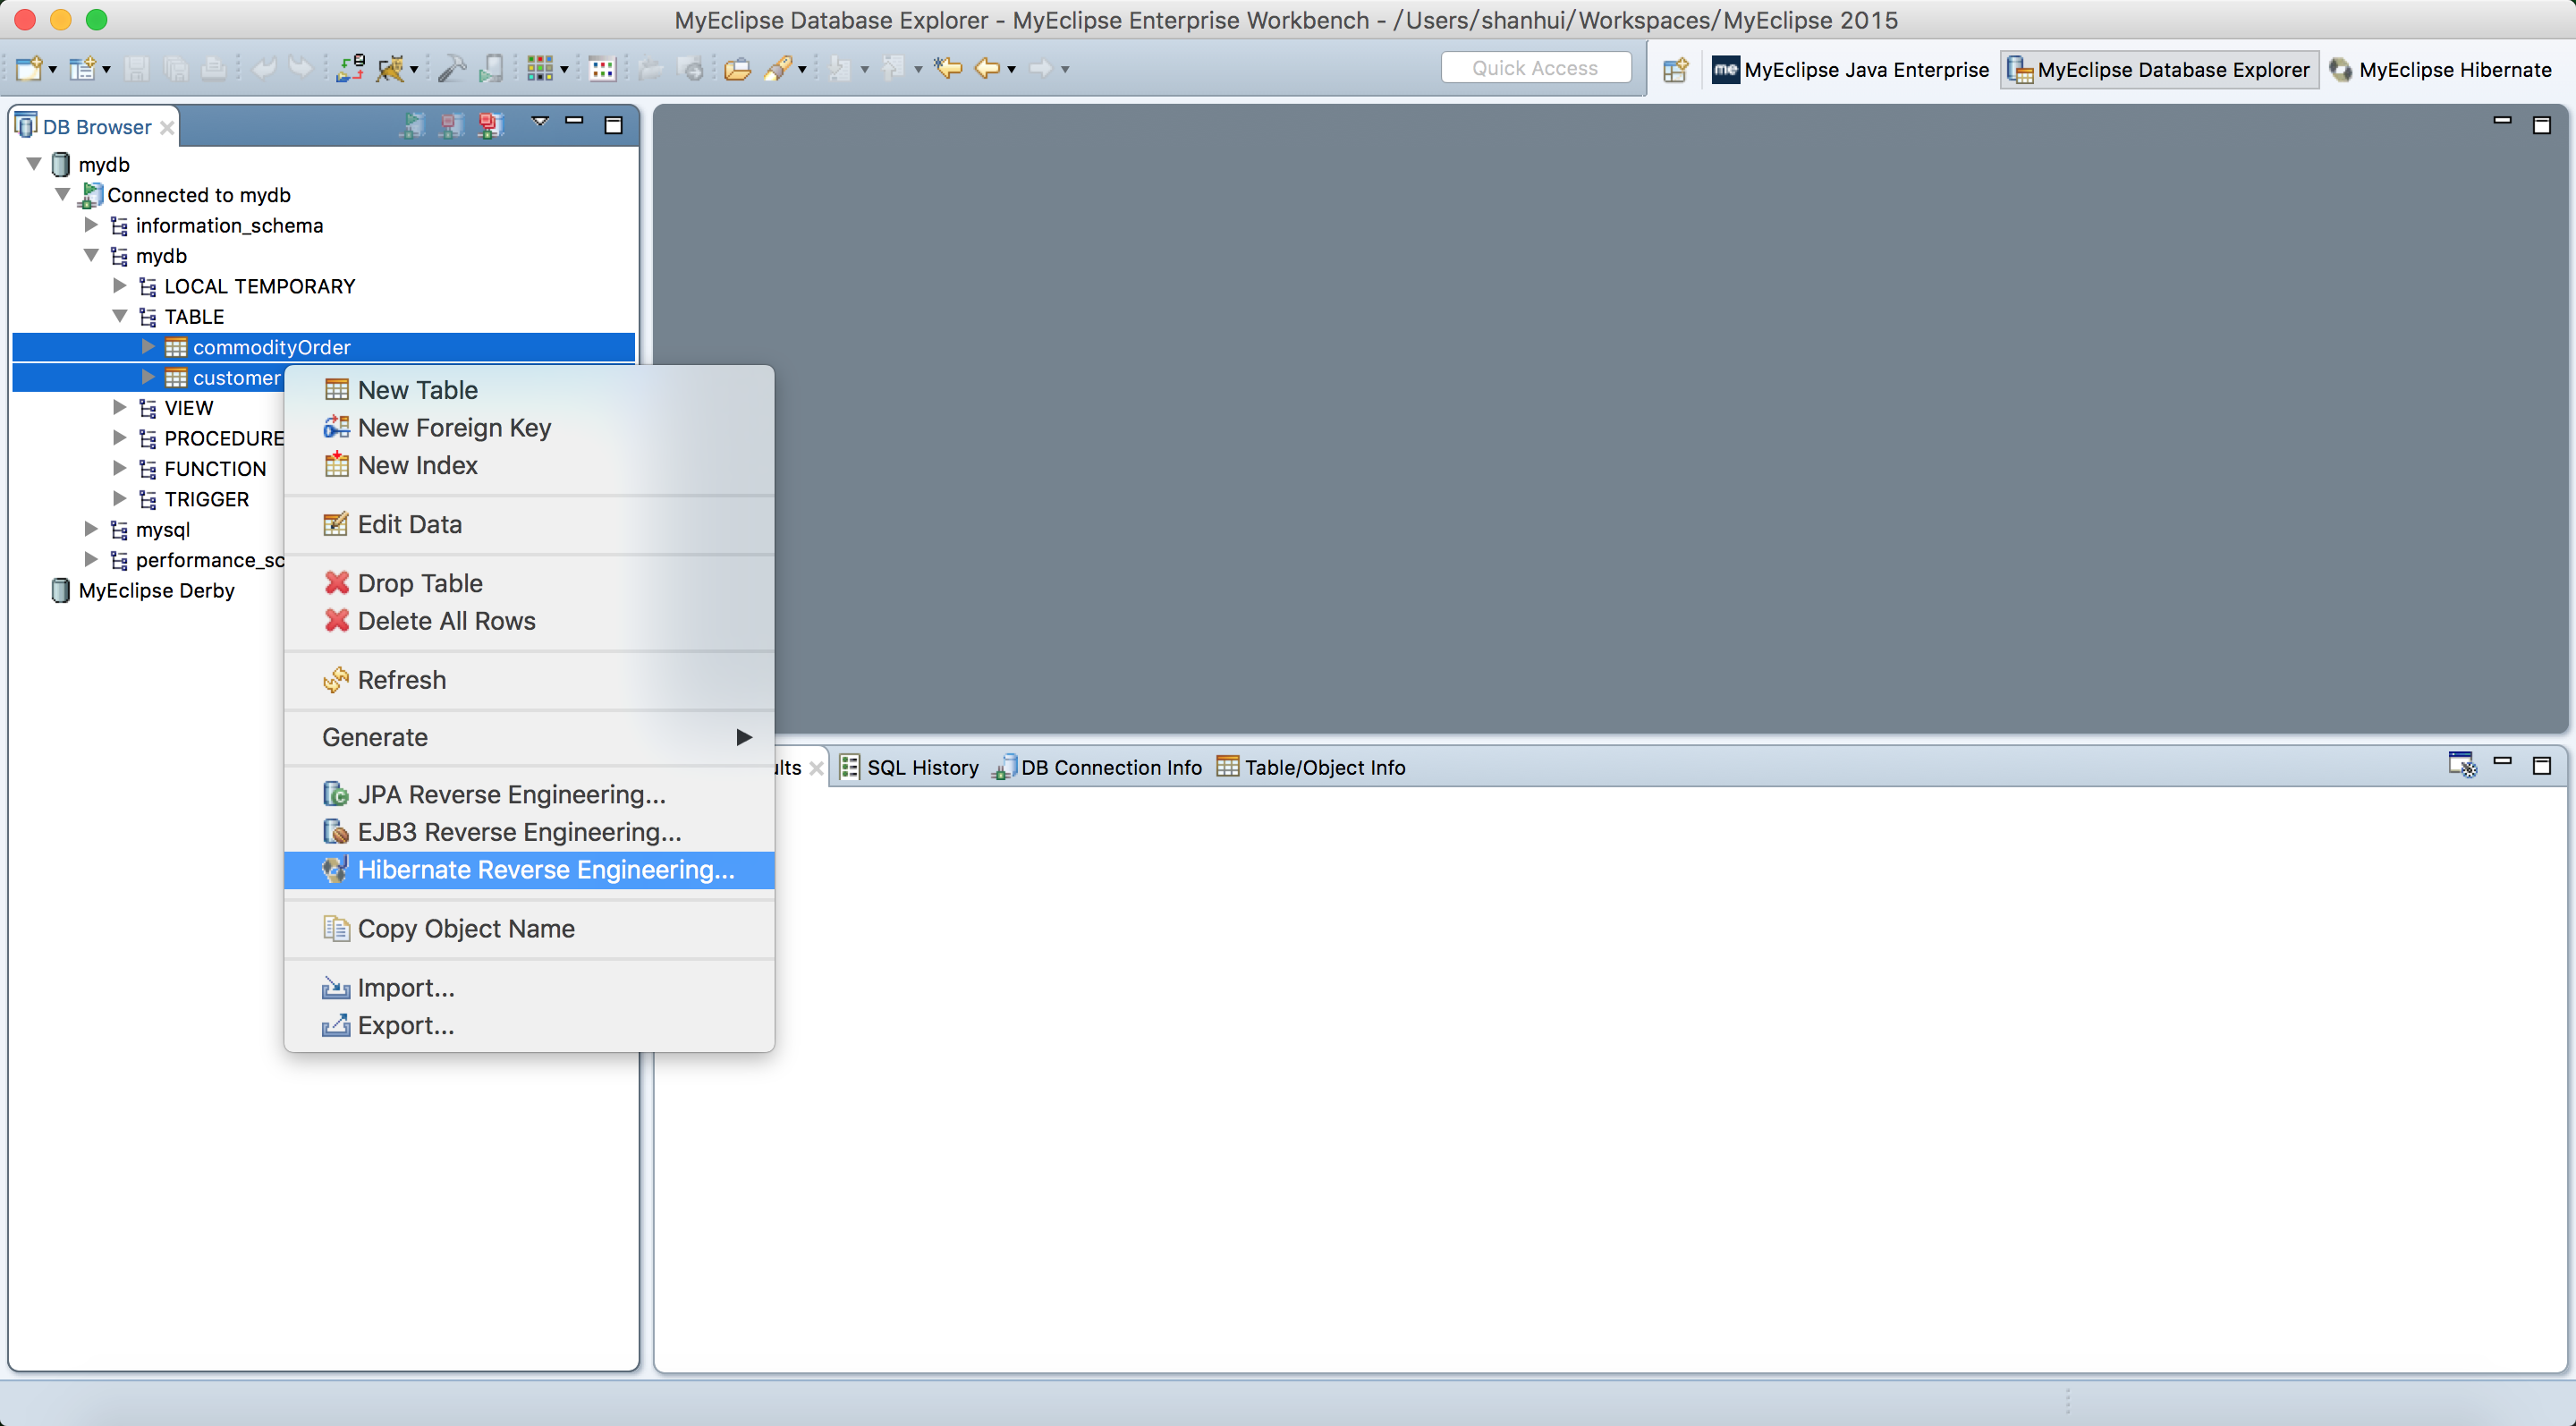 MyEclipse Database Explorer - MyEclipse Enterprise Workbench - /Users/shanhui/Workspaces/MyEclipse 2015
Quick Access
me MyEclipse Java Enterprise
MyEclipse Database Explorer
MyEclipse Hibernate
DB Browser
mydb
Connected to mydb
information_schema
mydb
LOCAL TEMPORARY
TABLE
commodityOrder
customer
VIEW
PROCEDURE
FUNCTION
TRIGGER
mysql
performance_sc
MyEclipse Derby
New Table
New Foreign Key
New Index
Edit Data
Drop Table
Delete All Rows
Refresh
Generate
JPA Reverse Engineering...
EJB3 Reverse Engineering...
Hibernate Reverse Engineering...
Copy Object Name
Import...
Export...
ults
SQL History
DB Connection Info
Table/Object Info